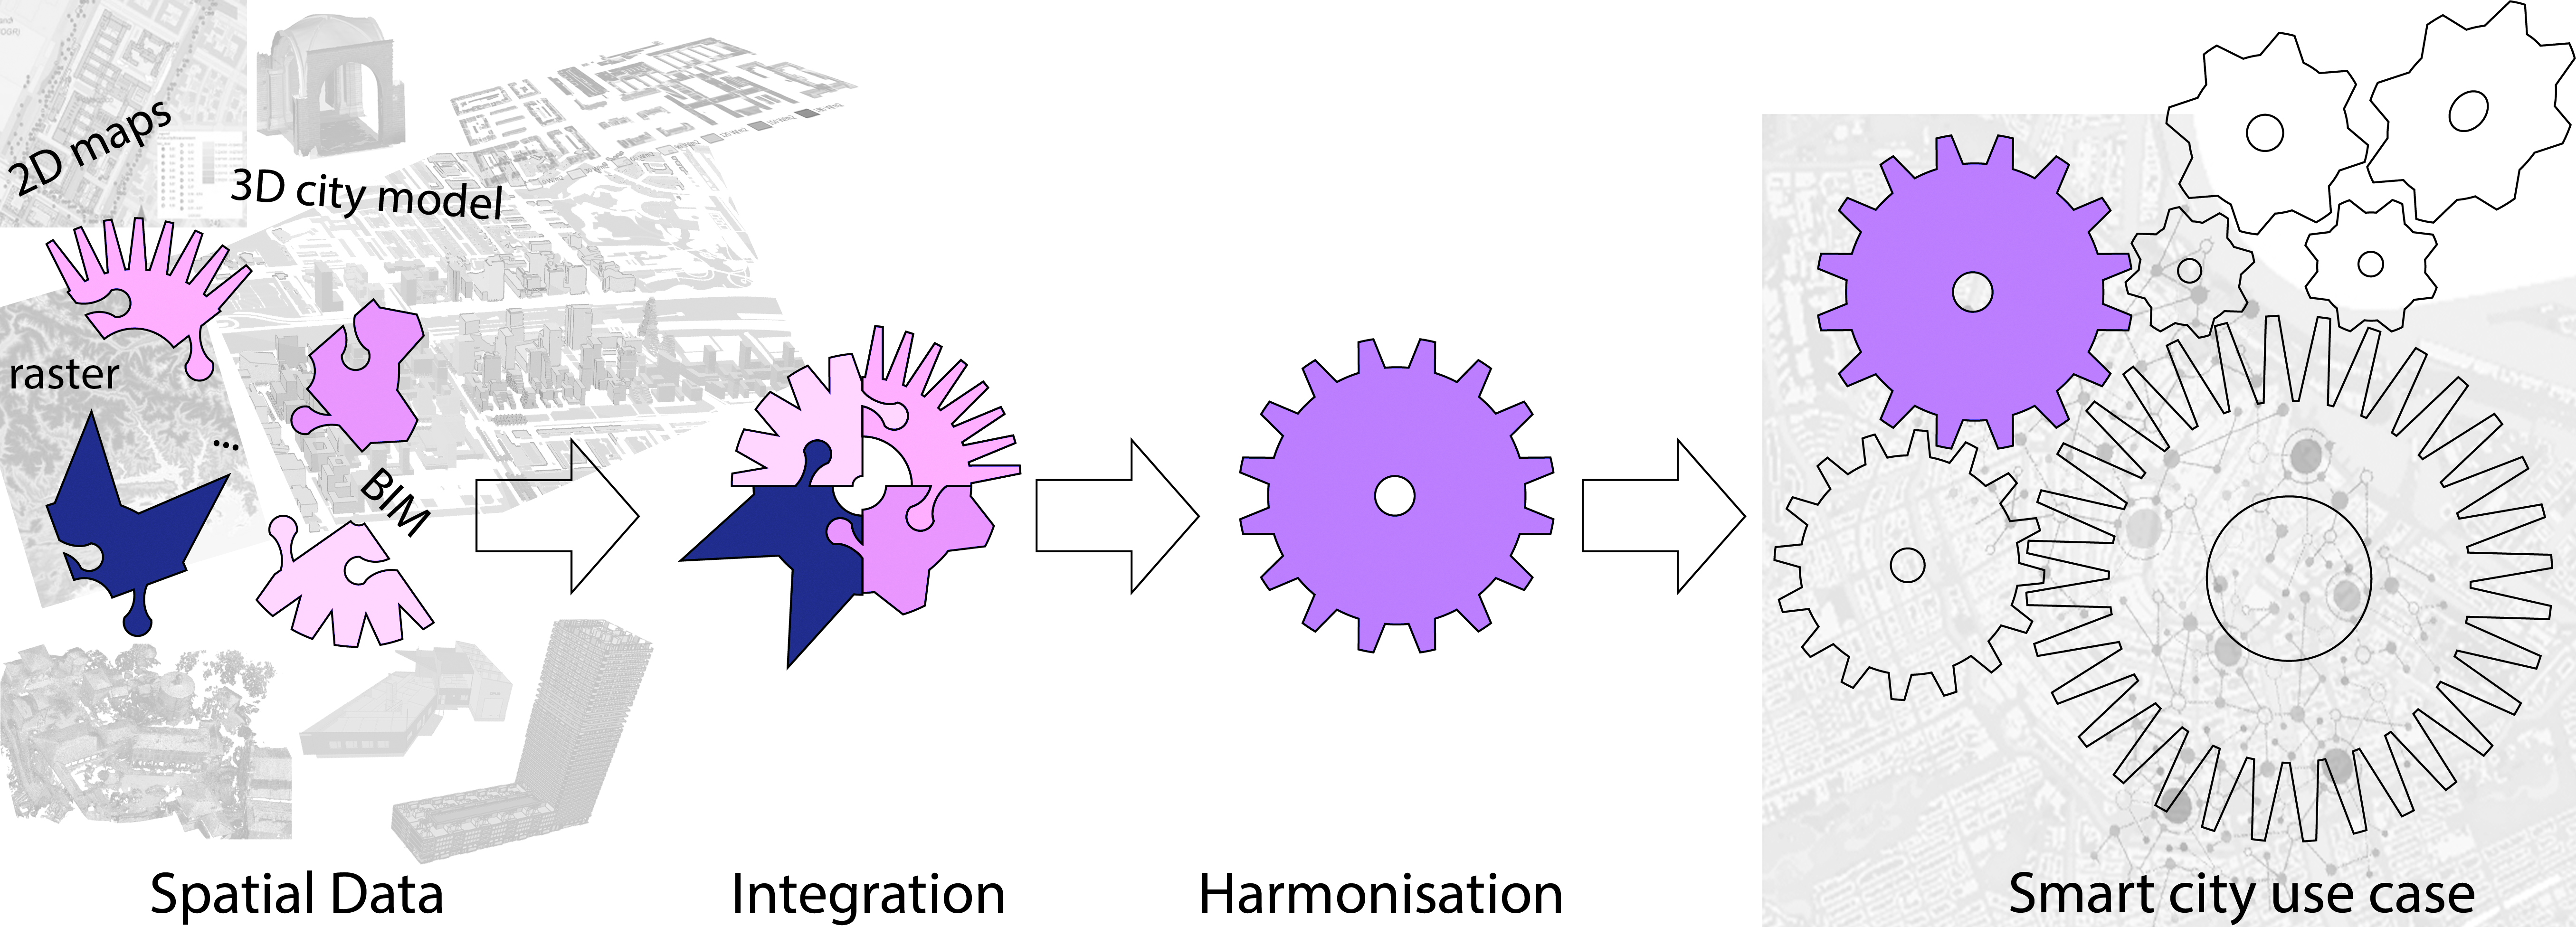 2D maps
3D city model
raster
...
BIM
Spatial Data
Integration
Harmonisation
Smart city use case